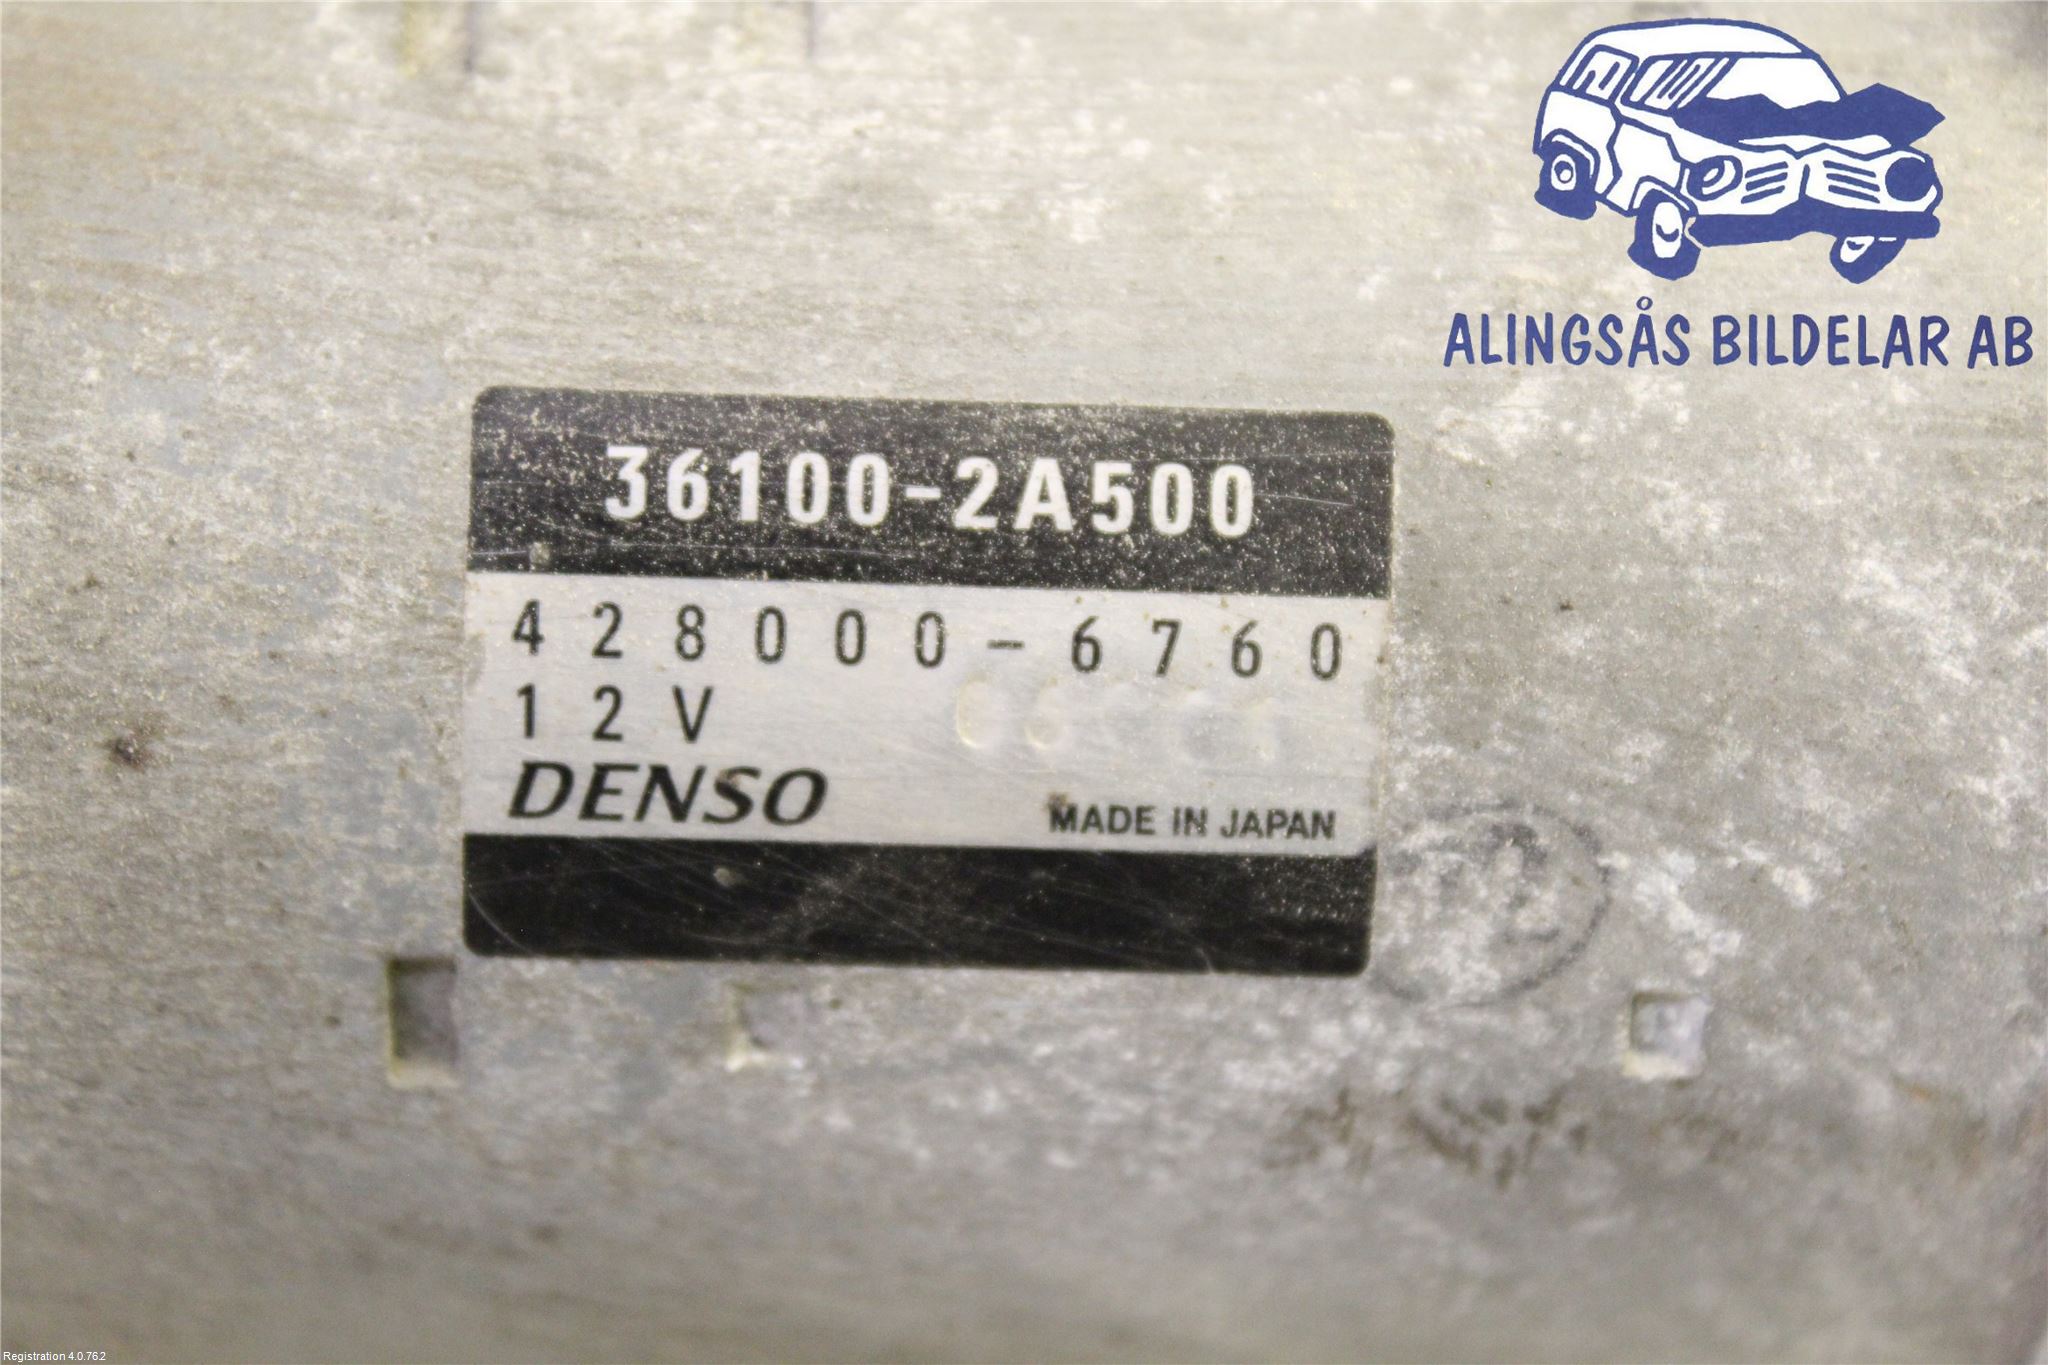 ALINGSÅS BILDELAR AB
36100-2A500
428000-6760
12V
DENSO
MADE IN JAPAN
Registration 4.0.762